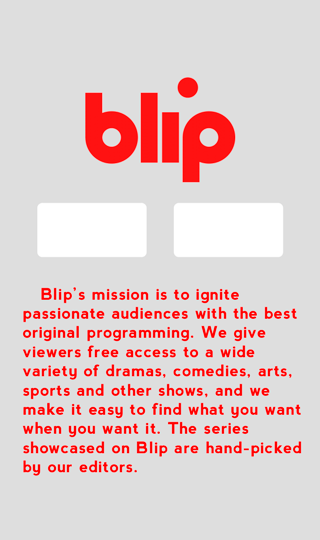 blip
Blip's mission is to ignite
passionate audiences with the best
original programming. We give
viewers free access to a wide
variety of dramas, comedies, arts,
sports and other shows, and we
make it easy to find what you want
when you want it. The series
showcased on Blip are hand-picked
by our editors.